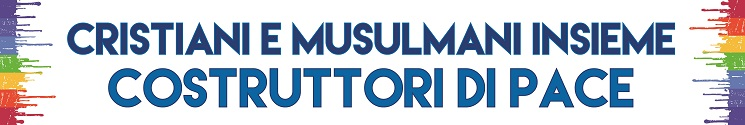 CRISTIANI E MUSULMANI INSIEME
COSTRUTTORI DI PACE